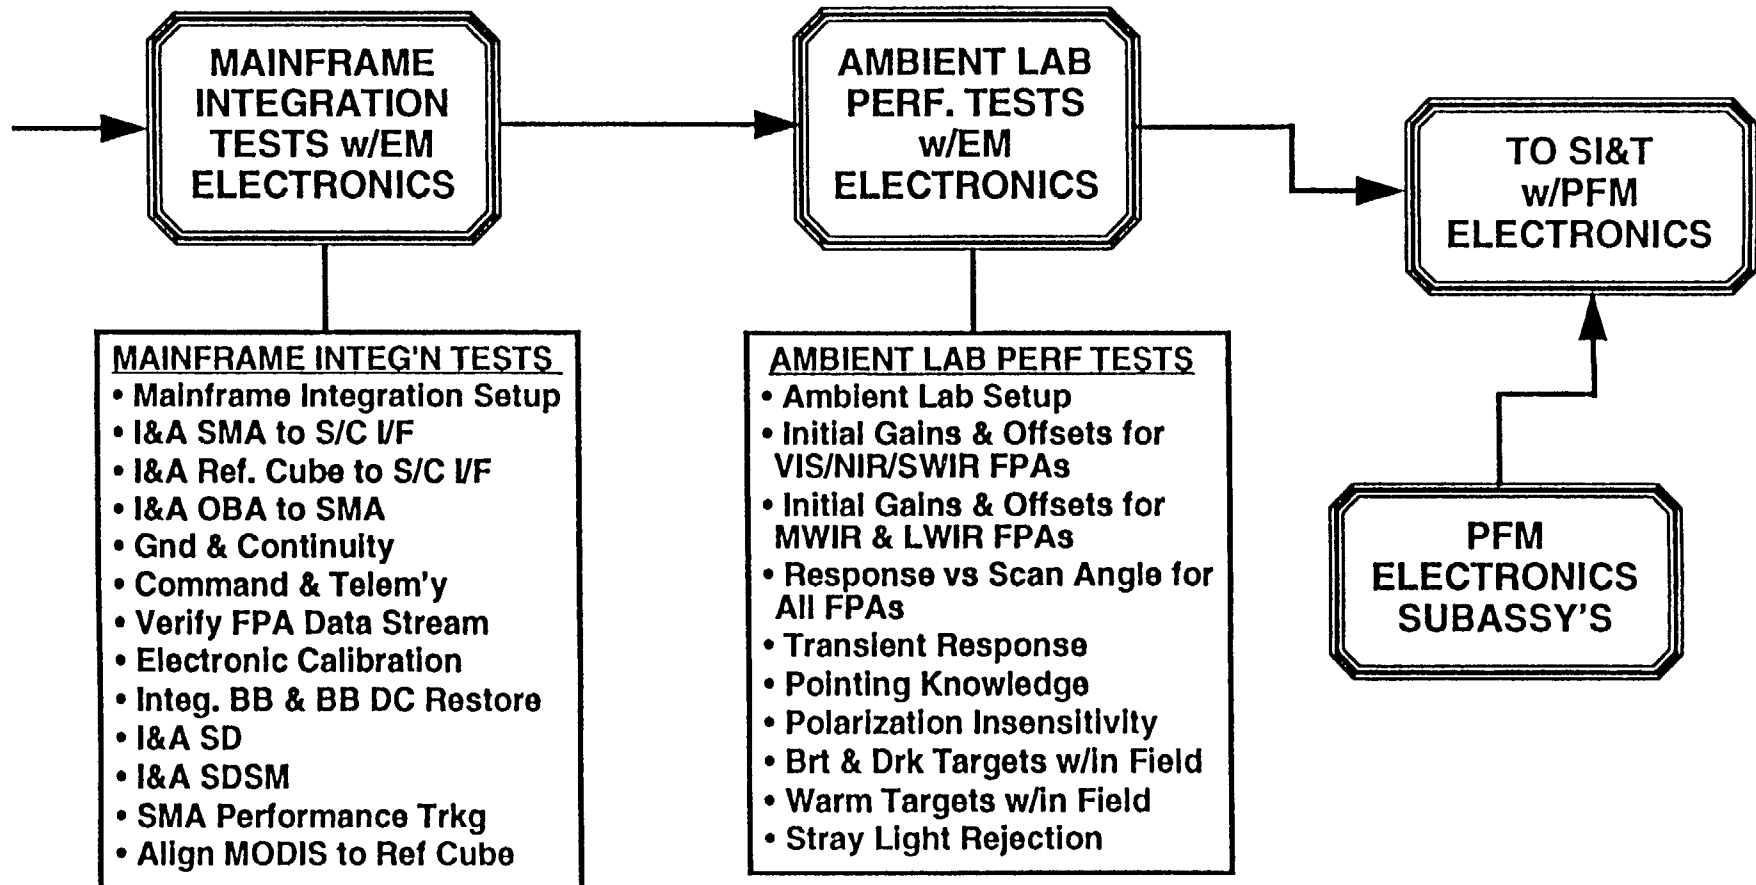 MAINFRAME
INTEGRATION
TESTS w/EM
ELECTRONICS
AMBIENT LAB
PERF. TESTS
w/EM
ELECTRONICS
TO SI&T
w/PFM
ELECTRONICS
MAINFRAME INTEG'N TESTS
• Mainframe Integration Setup
• I&A SMA to S/C I/F
• I&A Ref. Cube to S/C I/F
• I&A OBA to SMA
• Gnd & Continuity
• Command & Telem'y
• Verify FPA Data Stream
• Electronic Calibration
• Integ. BB & BB DC Restore
• I&A SD
• I&A SDSM
• SMA Performance Trkg
• Align MODIS to Ref Cube
AMBIENT LAB PERF TESTS
• Ambient Lab Setup
• Initial Gains & Offsets for
VIS/NIR/SWIR FPAs
• Initial Gains & Offsets for
MWIR & LWIR FPAs
• Response vs Scan Angle for
All FPAs
• Transient Response
• Pointing Knowledge
• Polarization Insensitivity
• Brt & Drk Targets w/in Field
• Warm Targets w/in Field
• Stray Light Rejection
PFM
ELECTRONICS
SUBASSY'S